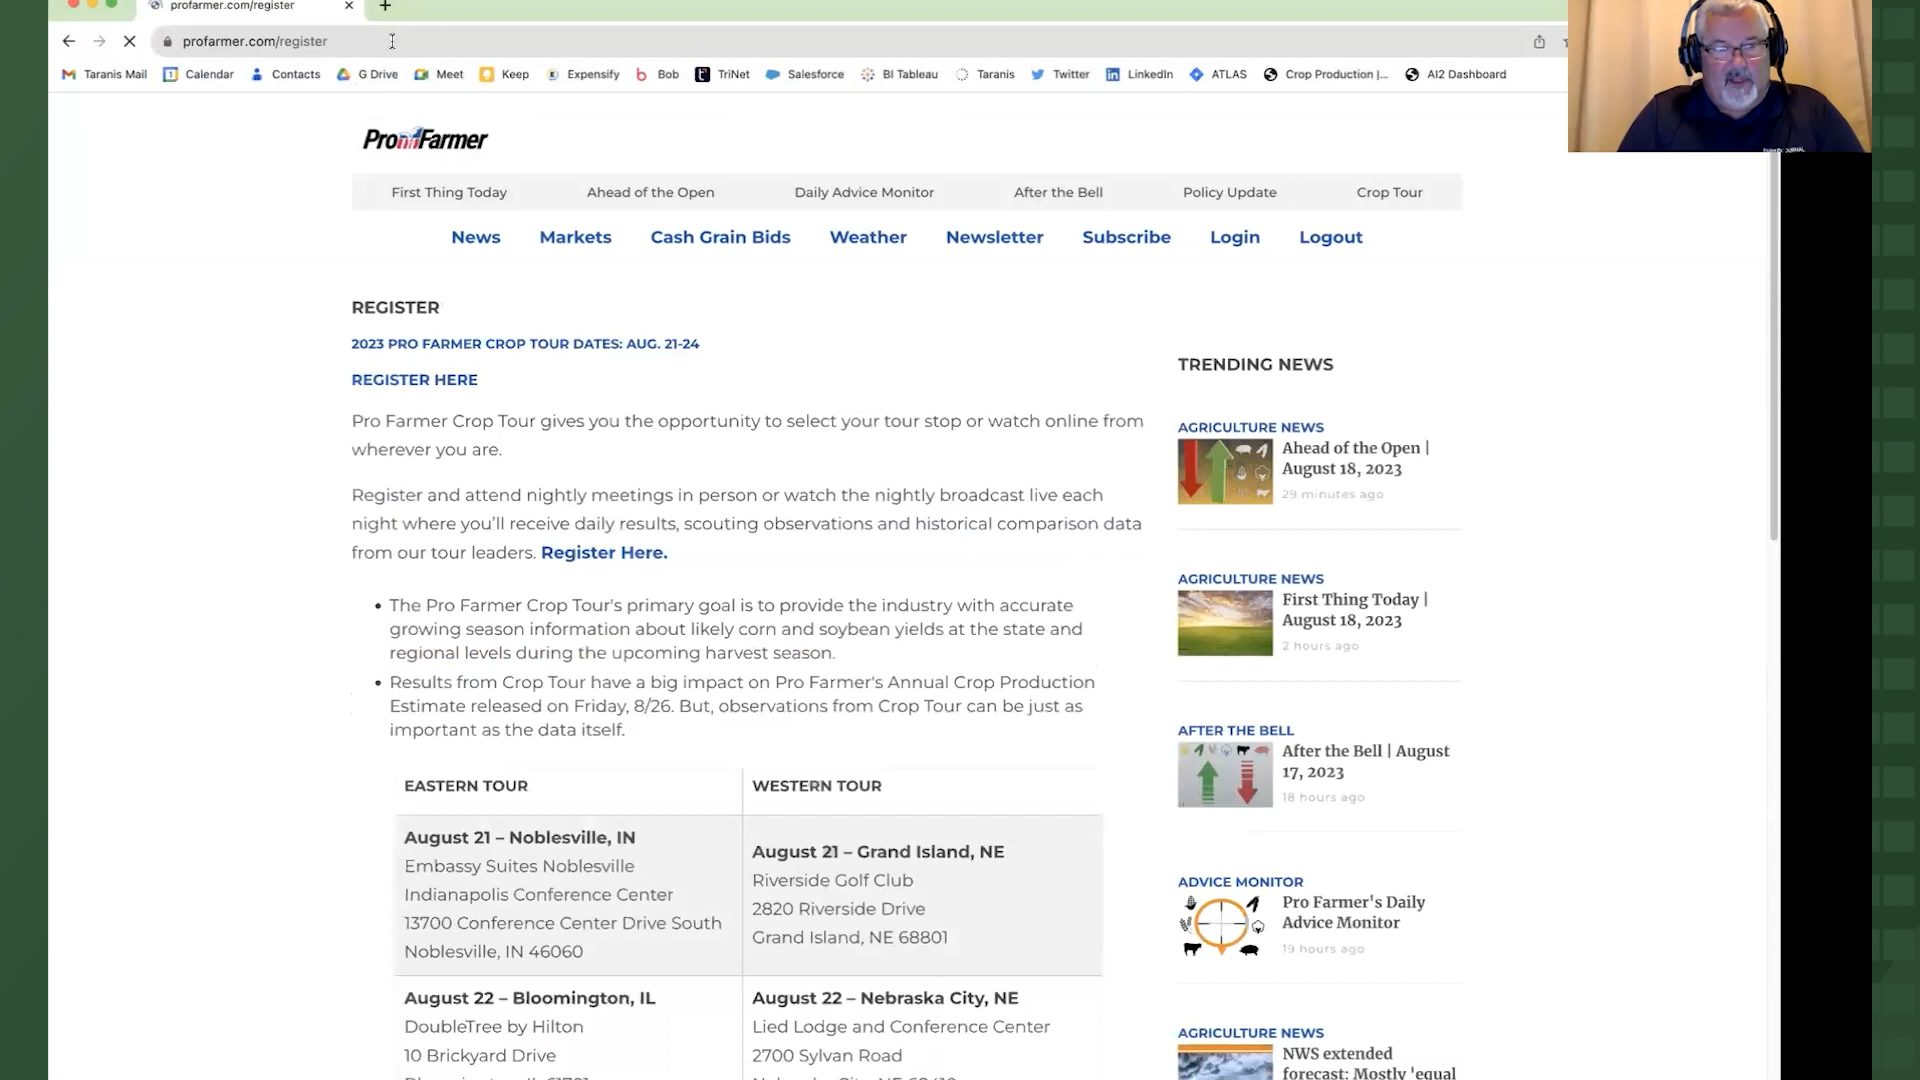 profarmer.com/register
profarmer.com/register
Taranis Mail Calendar Contacts G Drive Meet Keep Expensify Bob TriNet Salesforce BI Tableau Taranis Twitter LinkedIn ATLAS Crop Production |... AI2 Dashboard
Pro Farmer
First Thing Today Ahead of the Open Daily Advice Monitor After the Bell Policy Update Crop Tour
News Markets Cash Grain Bids Weather Newsletter Subscribe Login Logout
REGISTER
2023 PRO FARMER CROP TOUR DATES: AUG. 21-24
REGISTER HERE
Pro Farmer Crop Tour gives you the opportunity to select your tour stop or watch online from
wherever you are.
Register and attend nightly meetings in person or watch the nightly broadcast live each
night where you'll receive daily results, scouting observations and historical comparison data
from our tour leaders. Register Here.
• The Pro Farmer Crop Tour's primary goal is to provide the industry with accurate
growing season information about likely corn and soybean yields at the state and
regional levels during the upcoming harvest season.
• Results from Crop Tour have a big impact on Pro Farmer's Annual Crop Production
Estimate released on Friday, 8/26. But, observations from Crop Tour can be just as
important as the data itself.
EASTERN TOUR
August 21 – Noblesville, IN
Embassy Suites Noblesville
Indianapolis Conference Center
13700 Conference Center Drive South
Noblesville, IN 46060
August 22 – Bloomington, IL
DoubleTree by Hilton
10 Brickyard Drive
WESTERN TOUR
August 21 – Grand Island, NE
Riverside Golf Club
2820 Riverside Drive
Grand Island, NE 68801
August 22 – Nebraska City, NE
Lied Lodge and Conference Center
2700 Sylvan Road
TRENDING NEWS
AGRICULTURE NEWS
Ahead of the Open |
August 18, 2023
29 minutes ago
AGRICULTURE NEWS
First Thing Today |
August 18, 2023
2 hours ago
AFTER THE BELL
After the Bell | August
17, 2023
18 hours ago
ADVICE MONITOR
Pro Farmer's Daily
Advice Monitor
19 hours ago
AGRICULTURE NEWS
NWS extended
forecast: Mostly 'equal